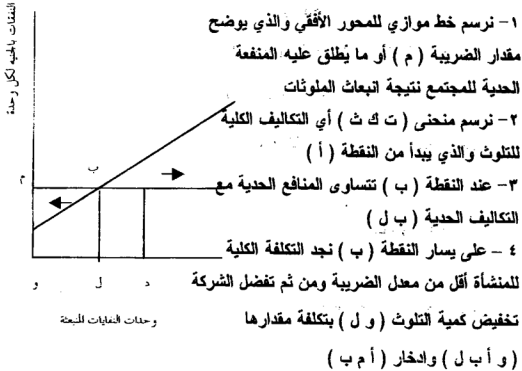 ١- نرسم خط موازي للمحور الأفقي والذي يوضح
مقدار الضريبة ( م ) أو ما يُطلق عليه المنفعة
الحدية للمجتمع نتيجة انبعاث الملوثات
٢- نرسم منحنى ( ت ك ث ) أي التكاليف الكلية
للتلوث والذي يبدأ من النقطة ( أ )
٣- عند النقطة ( ب ) تتساوى المنافع الحدية مع
التكاليف الحدية ( ب ل )
٤ – على يسار النقطة ( ب ) نجد التكلفة الكلية
للمنشأة أقل من معدل الضريبة ومن ثم تفضل الشركة
تخفيض كمية التلوث ( و ل ) بتكلفة مقدارها
( و أ ب ل ) وادخار ( أ م ب )
النفقات بالجنيه لكل وحدة
ب
و ل د
وحدات النفايات المنبعثة